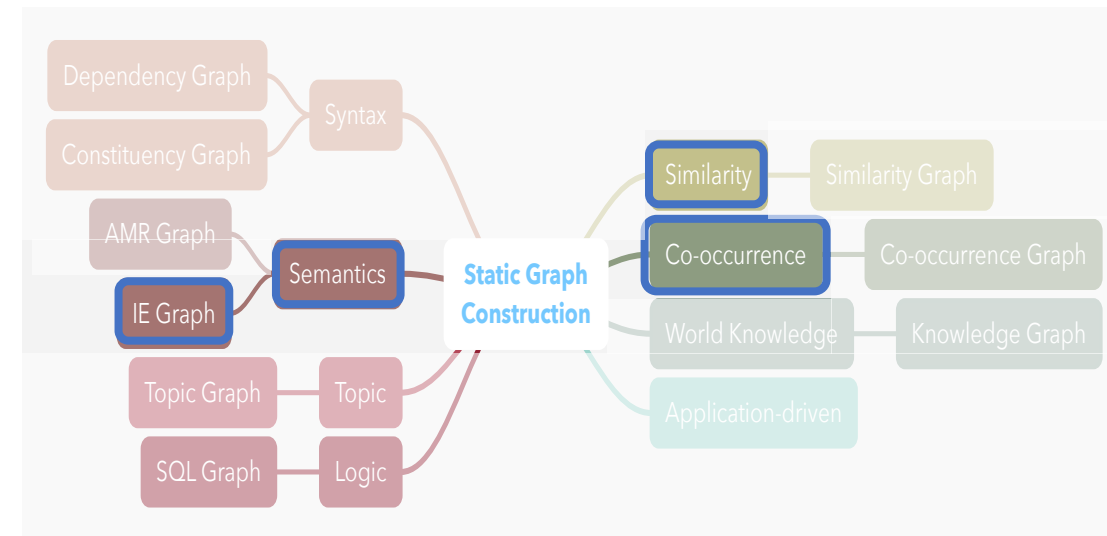 Dependency Graph
Syntax
Constituency Graph
AMR Graph
Semantics
IE Graph
Topic Graph
Topic
SQL Graph
Logic
Static Graph
Construction
Similarity
Similarity Graph
Co-occurrence
Co-occurrence Graph
World Knowledge
Knowledge Graph
Application-driven